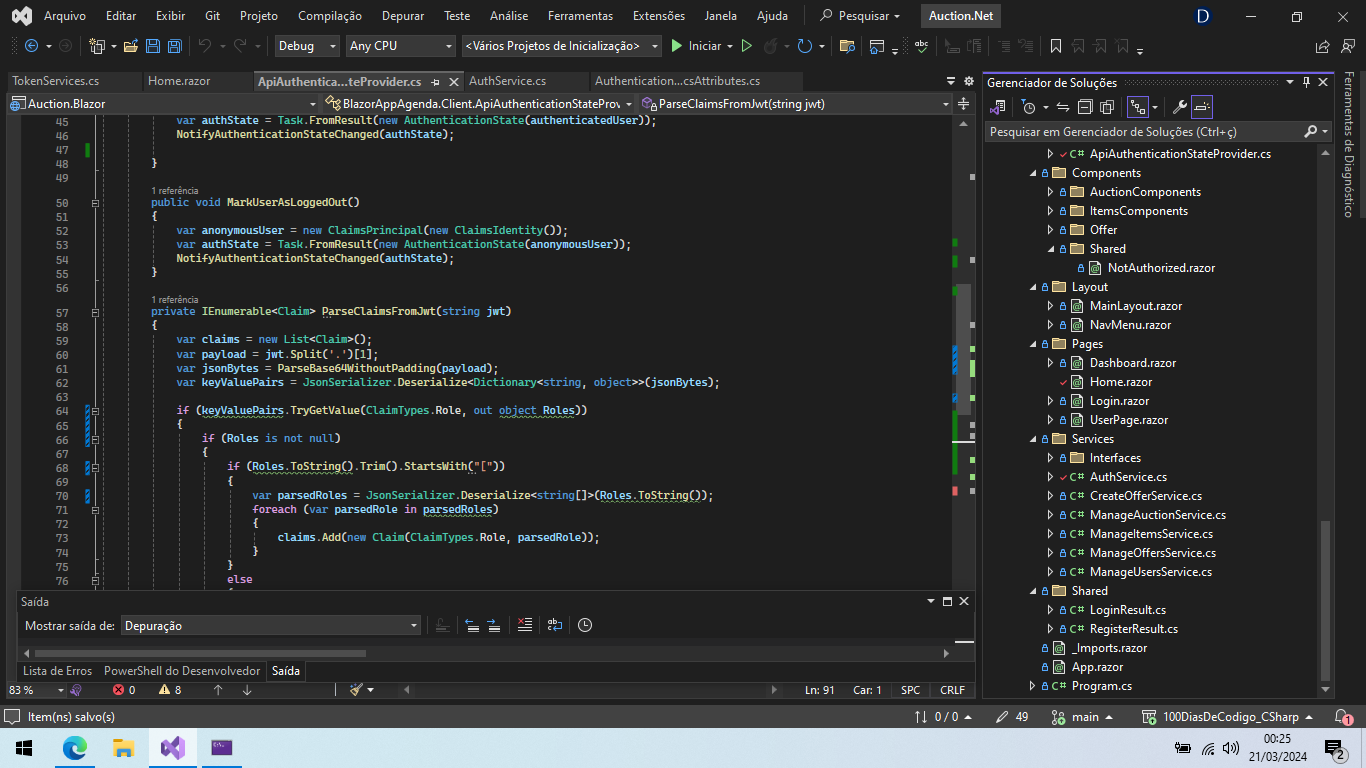 Arquivo Editar Exibir Git Projeto Compilação Depurar Teste Análise Ferramentas Extensões Janela Ajuda Pesquisar Auction.Net D
Debug Any CPU <Vários Projetos de Inicialização> Iniciar
TokenServices.cs Home.razor ApiAuthentica...teProvider.cs AuthService.cs Authentication...csAttributes.cs
Auction.Blazor BlazorAppAgenda.Client.ApiAuthenticationStateProv ParseClaimsFromJwt(string jwt)
45 var authState = Task.FromResult(new AuthenticationState(authenticatedUser));
46 NotifyAuthenticationStateChanged(authState);
47
48 }
49
1 referência
50 public void MarkUserAsLoggedOut()
51 {
52 var anonymousUser = new ClaimsPrincipal(new ClaimsIdentity());
53 var authState = Task.FromResult(new AuthenticationState(anonymousUser));
54 NotifyAuthenticationStateChanged(authState);
55 }
56
1 referência
57 private IEnumerable<Claim> ParseClaimsFromJwt(string jwt)
58 {
59 var claims = new List<Claim>();
60 var payload = jwt.Split('.')[1];
61 var jsonBytes = ParseBase64WithoutPadding(payload);
62 var keyValuePairs = JsonSerializer.Deserialize<Dictionary<string, object>>(jsonBytes);
63
64 if (keyValuePairs.TryGetValue(ClaimTypes.Role, out object Roles))
65 {
66 if (Roles is not null)
67 {
68 if (Roles.ToString().Trim().StartsWith("["))
69 {
70 var parsedRoles = JsonSerializer.Deserialize<string[]>(Roles.ToString());
71 foreach (var parsedRole in parsedRoles)
72 {
73 claims.Add(new Claim(ClaimTypes.Role, parsedRole));
74 }
75 }
76 else
Saída
Mostrar saída de: Depuração
Lista de Erros PowerShell do Desenvolvedor Saída
83 % 0 8 Ln: 91 Car: 1 SPC CRLF
Gerenciador de Soluções
Pesquisar em Gerenciador de Soluções (Ctrl+ç)
C# ApiAuthenticationStateProvider.cs
Components
AuctionComponents
ItemsComponents
Offer
Shared
NotAuthorized.razor
Layout
MainLayout.razor
NavMenu.razor
Pages
Dashboard.razor
Home.razor
Login.razor
UserPage.razor
Services
Interfaces
C# AuthService.cs
C# CreateOfferService.cs
C# ManageAuctionService.cs
C# ManageItemsService.cs
C# ManageOffersService.cs
C# ManageUsersService.cs
Shared
C# LoginResult.cs
C# RegisterResult.cs
_Imports.razor
App.razor
C# Program.cs
Ferramentas de Diagnóstico
Item(ns) salvo(s) 0 / 0 49 main 100DiasDeCodigo_CSharp 1
00:25
21/03/2024
2